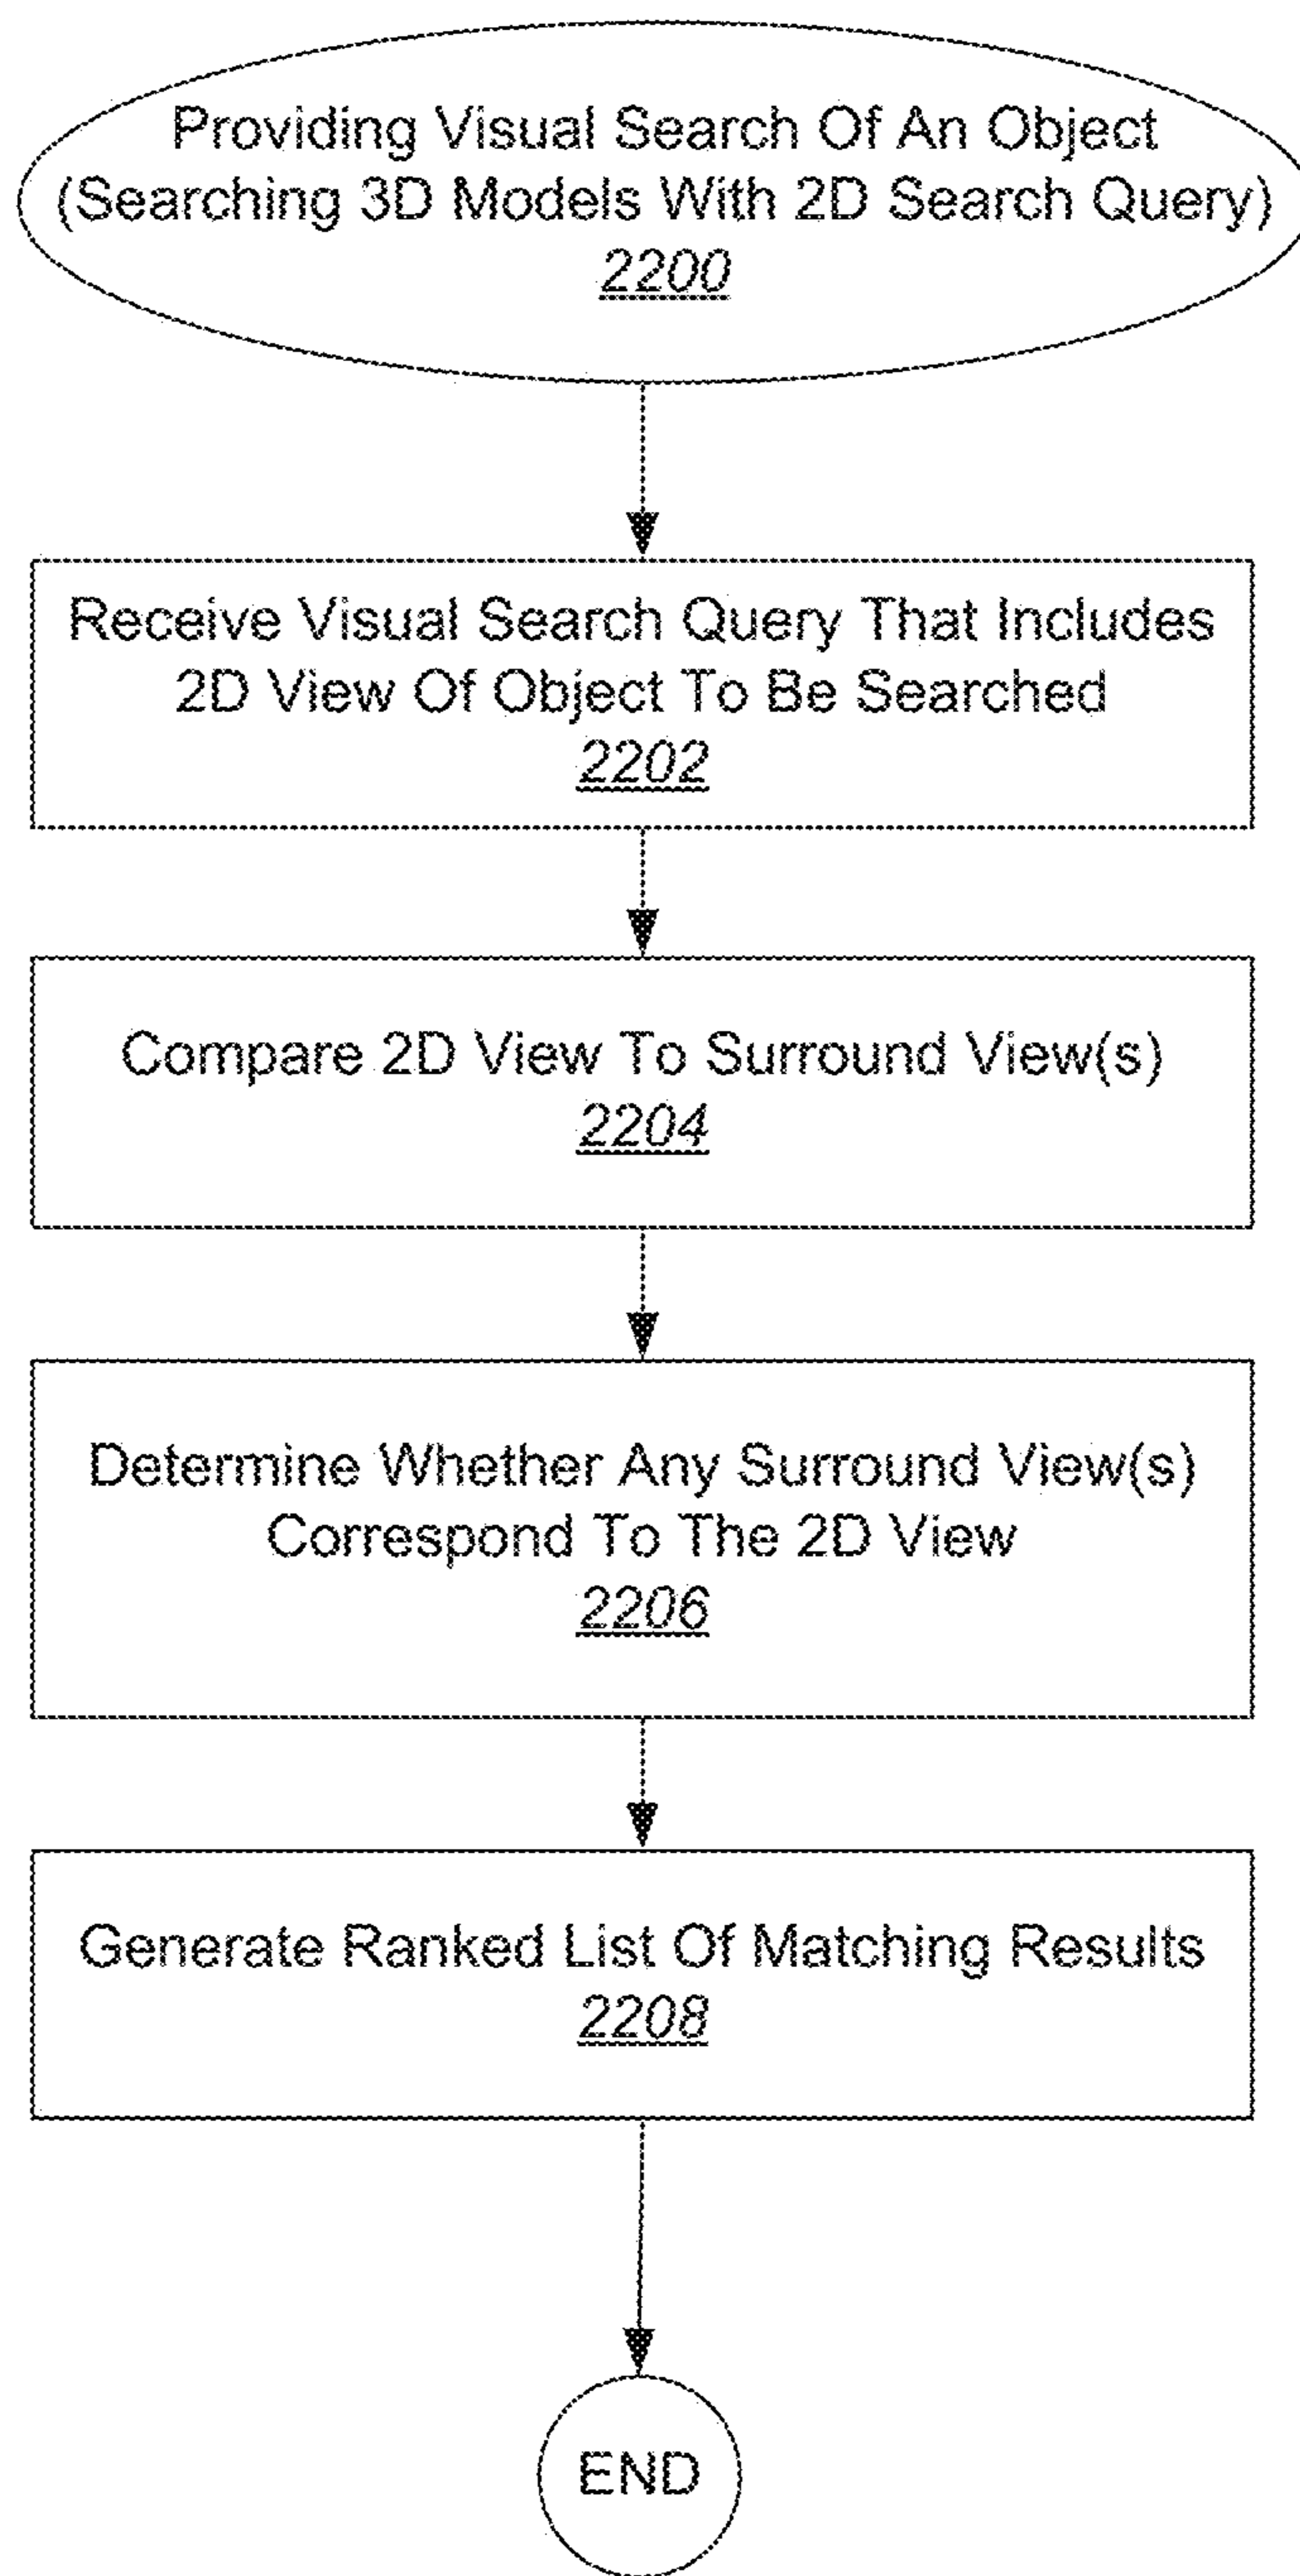 Providing Visual Search Of An Object
(Searching 3D Models With 2D Search Query)
2200
Receive Visual Search Query That Includes
2D View Of Object To Be Searched
2202
Compare 2D View To Surround View(s)
2204
Determine Whether Any Surround View(s)
Correspond To The 2D View
2206
Generate Ranked List Of Matching Results
2208
END